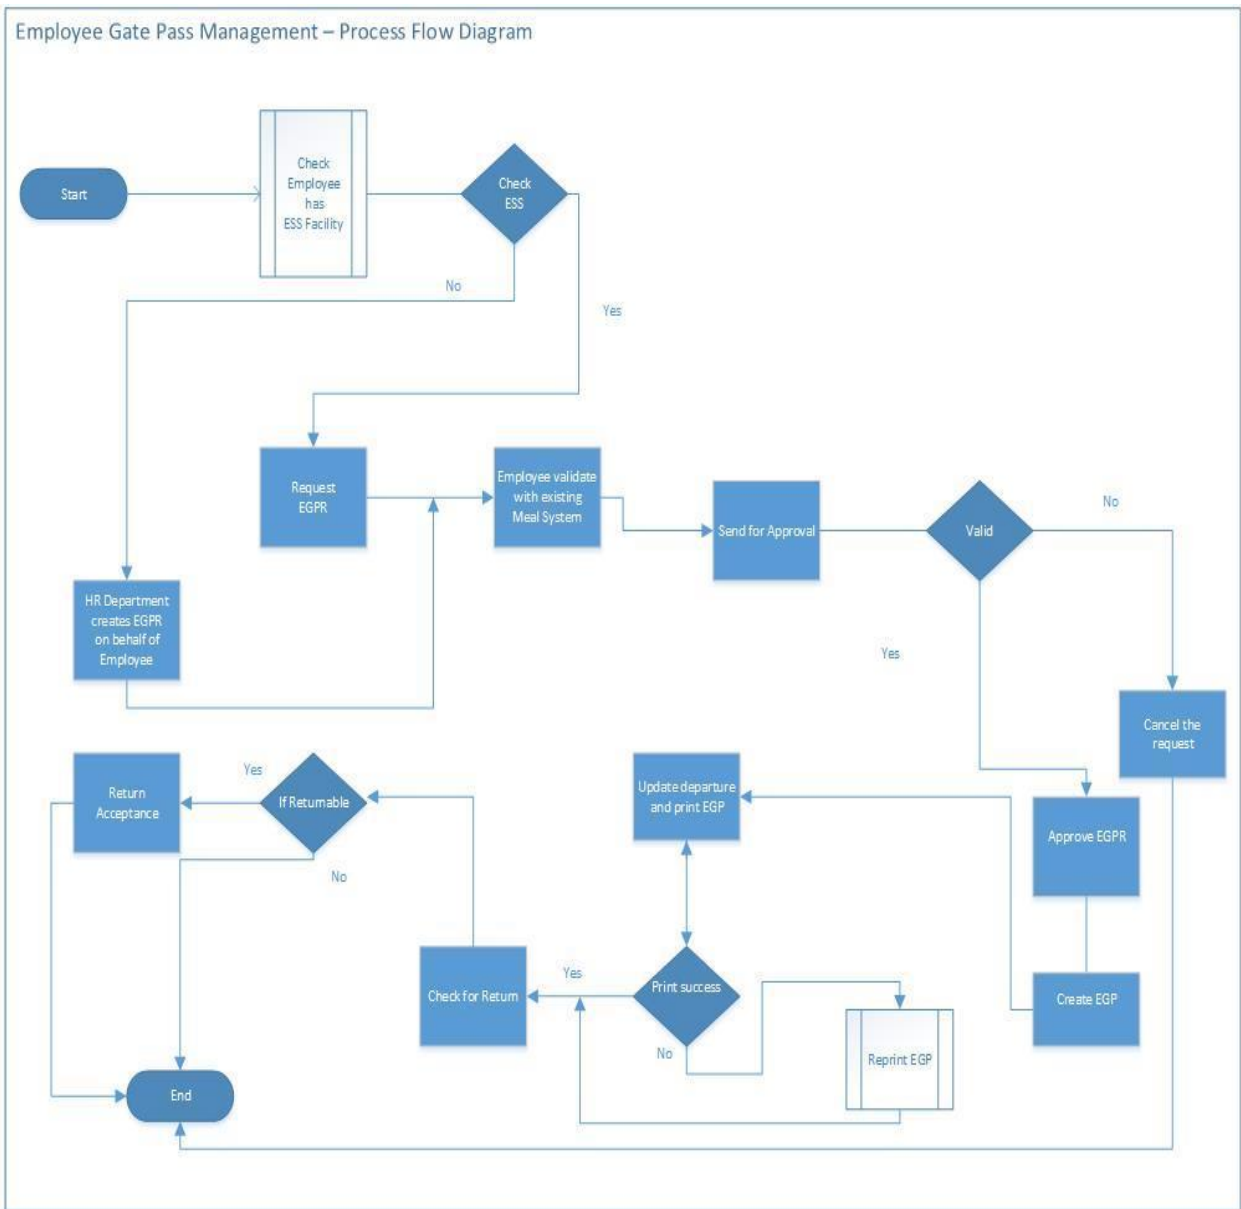 Employee Gate Pass Management – Process Flow Diagram
Start
Check
Employee
has
ESS Facility
Check
ESS
No
Yes
Request
EGPR
Employee validate
with existing
Meal System
Send for Approval
Valid
No
Yes
HR Department
creates EGPR
on behalf of
Employee
Cancel the
request
Return
Acceptance
Yes
If Returnable
No
Update departure
and print EGP
Approve EGPR
Check for Return
Yes
Print success
No
Reprint EGP
Create EGP
End